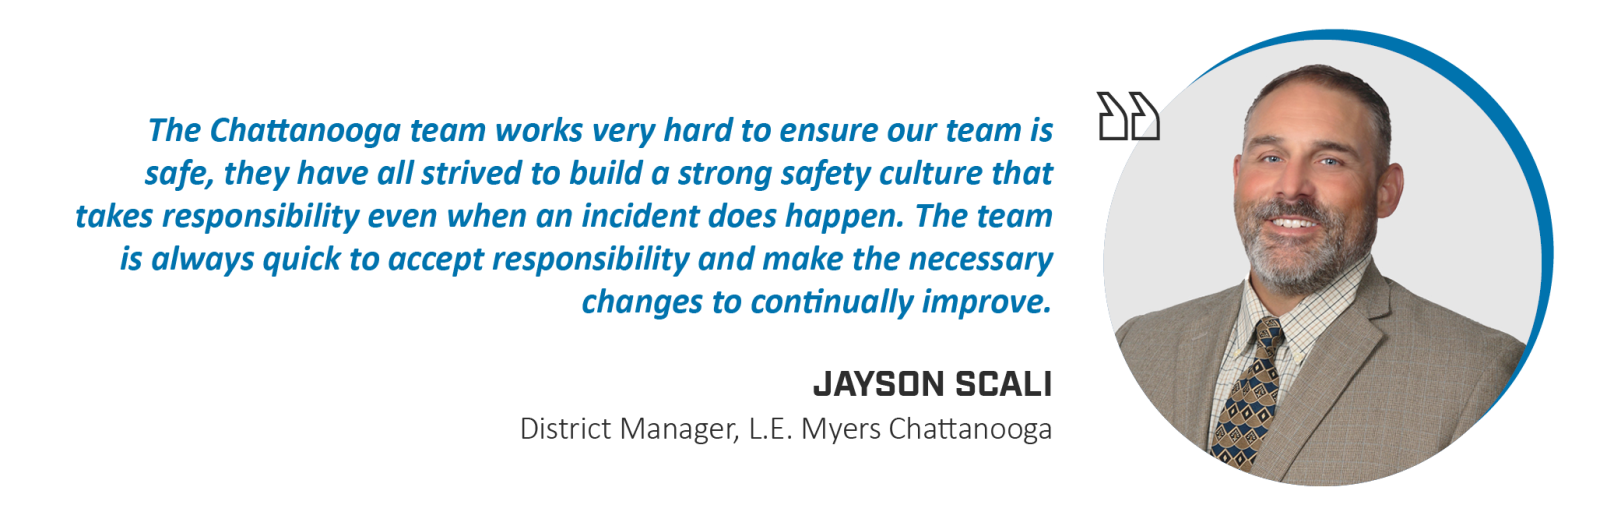 The Chattanooga team works very hard to ensure our team is
safe, they have all strived to build a strong safety culture that
takes responsibility even when an incident does happen. The team
is always quick to accept responsibility and make the necessary
changes to continually improve.
JAYSON SCALI
District Manager, L.E. Myers Chattanooga